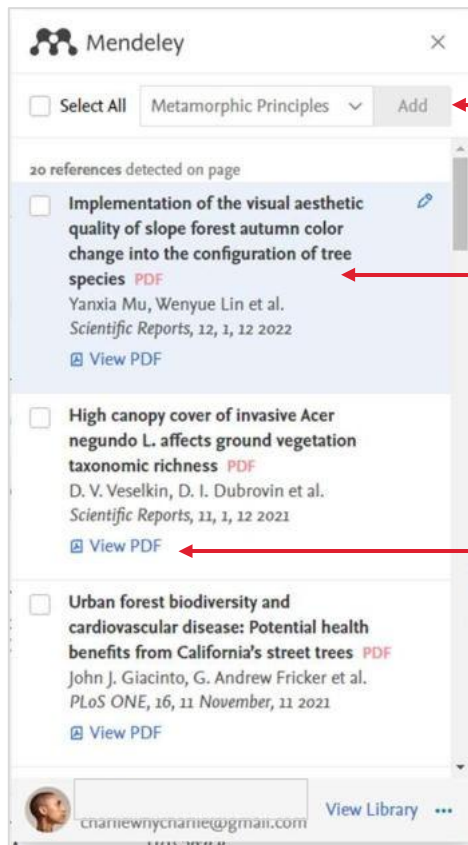 Mendeley
Select All Metamorphic Principles Add
20 references detected on page
Implementation of the visual aesthetic
quality of slope forest autumn color
change into the configuration of tree
species PDF
Yanxia Mu, Wenyue Lin et al.
Scientific Reports, 12, 1, 12 2022
View PDF
High canopy cover of invasive Acer
negundo L. affects ground vegetation
taxonomic richness PDF
D. V. Veselkin, D. I. Dubrovin et al.
Scientific Reports, 11, 1, 12 2021
View PDF
Urban forest biodiversity and
cardiovascular disease: Potential health
benefits from California's street trees PDF
John J. Giacinto, G. Andrew Fricker et al.
PLoS ONE, 16, 11 November, 11 2021
View PDF
View Library
charliewhycharlie@gmail.com